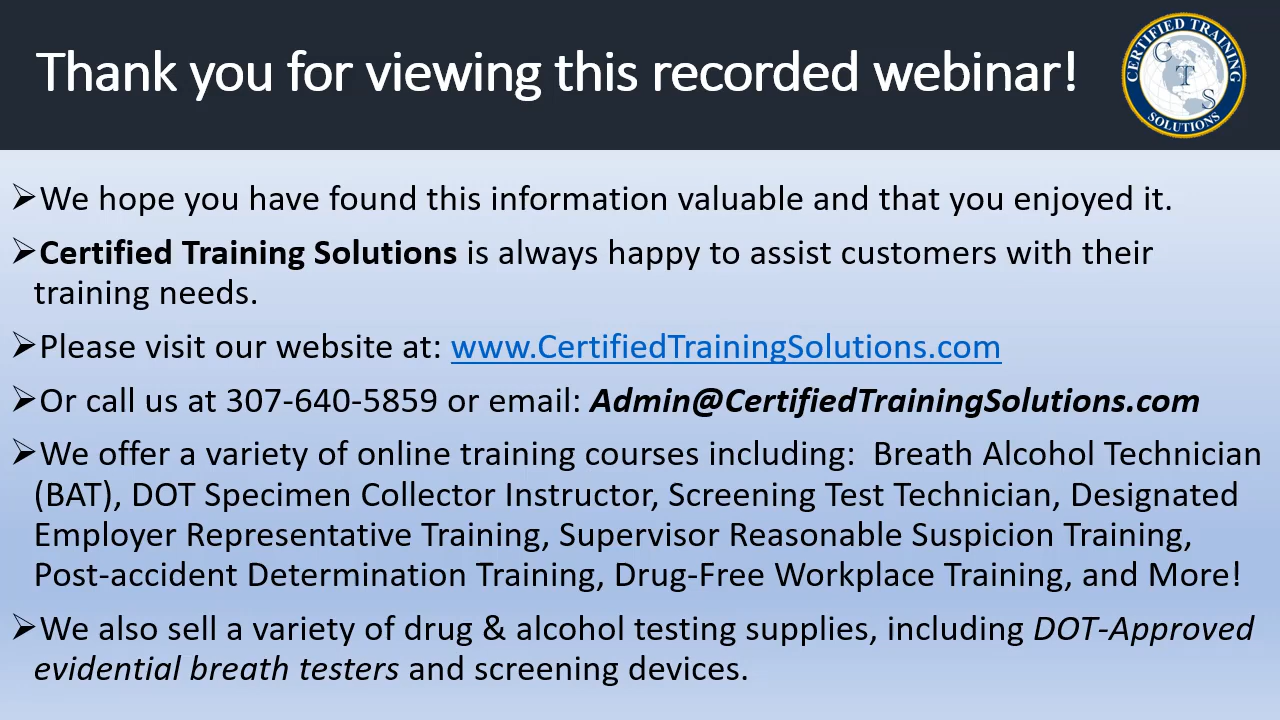 Thank you for viewing this recorded webinar!
CERTIFIED TRAINING
C T S
SOLUTIONS
➢We hope you have found this information valuable and that you enjoyed it.
➢Certified Training Solutions is always happy to assist customers with their
training needs.
➢Please visit our website at: www.CertifiedTrainingSolutions.com
➢Or call us at 307-640-5859 or email: Admin@CertifiedTrainingSolutions.com
➢We offer a variety of online training courses including:  Breath Alcohol Technician
(BAT), DOT Specimen Collector Instructor, Screening Test Technician, Designated
Employer Representative Training, Supervisor Reasonable Suspicion Training,
Post-accident Determination Training, Drug-Free Workplace Training, and More!
➢We also sell a variety of drug & alcohol testing supplies, including DOT-Approved
evidential breath testers and screening devices.